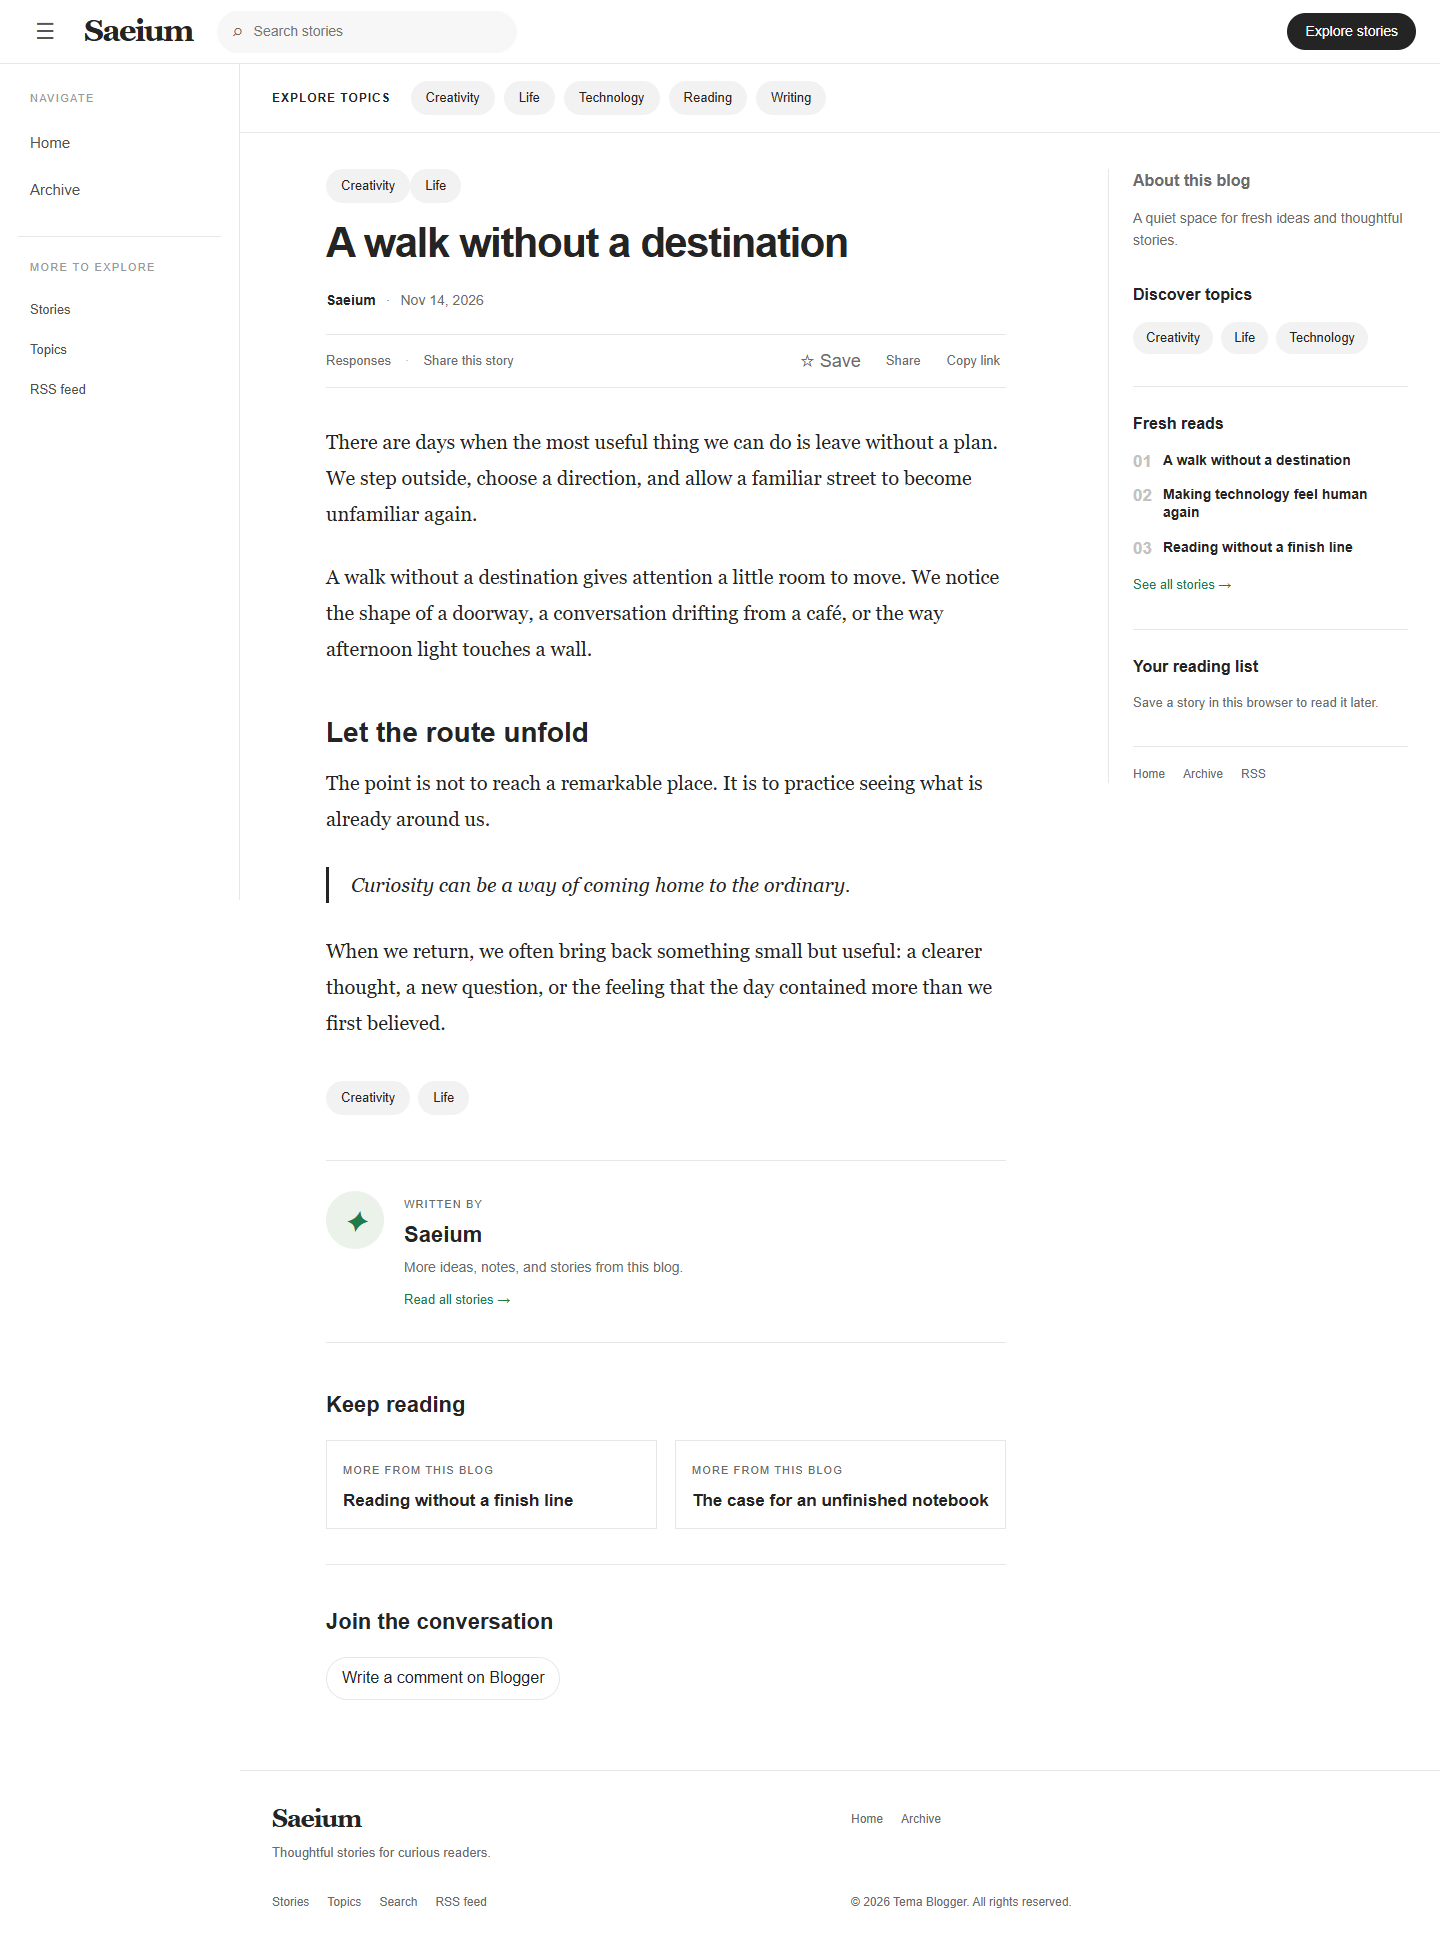 ☰ Saeium
⌕ Search stories
Explore stories
NAVIGATE
Home
Archive
MORE TO EXPLORE
Stories
Topics
RSS feed
EXPLORE TOPICS Creativity Life Technology Reading Writing
Creativity Life
A walk without a destination
Saeium · Nov 14, 2026
Responses · Share this story ☆ Save Share Copy link
There are days when the most useful thing we can do is leave without a plan.
We step outside, choose a direction, and allow a familiar street to become
unfamiliar again.
A walk without a destination gives attention a little room to move. We notice
the shape of a doorway, a conversation drifting from a café, or the way
afternoon light touches a wall.
Let the route unfold
The point is not to reach a remarkable place. It is to practice seeing what is
already around us.
Curiosity can be a way of coming home to the ordinary.
When we return, we often bring back something small but useful: a clearer
thought, a new question, or the feeling that the day contained more than we
first believed.
Creativity Life
WRITTEN BY
Saeium
More ideas, notes, and stories from this blog.
Read all stories →
Keep reading
MORE FROM THIS BLOG
Reading without a finish line
MORE FROM THIS BLOG
The case for an unfinished notebook
Join the conversation
Write a comment on Blogger
About this blog
A quiet space for fresh ideas and thoughtful
stories.
Discover topics
Creativity Life Technology
Fresh reads
01 A walk without a destination
02 Making technology feel human
again
03 Reading without a finish line
See all stories →
Your reading list
Save a story in this browser to read it later.
Home Archive RSS
Saeium
Thoughtful stories for curious readers.
Home Archive
Stories Topics Search RSS feed
© 2026 Tema Blogger. All rights reserved.